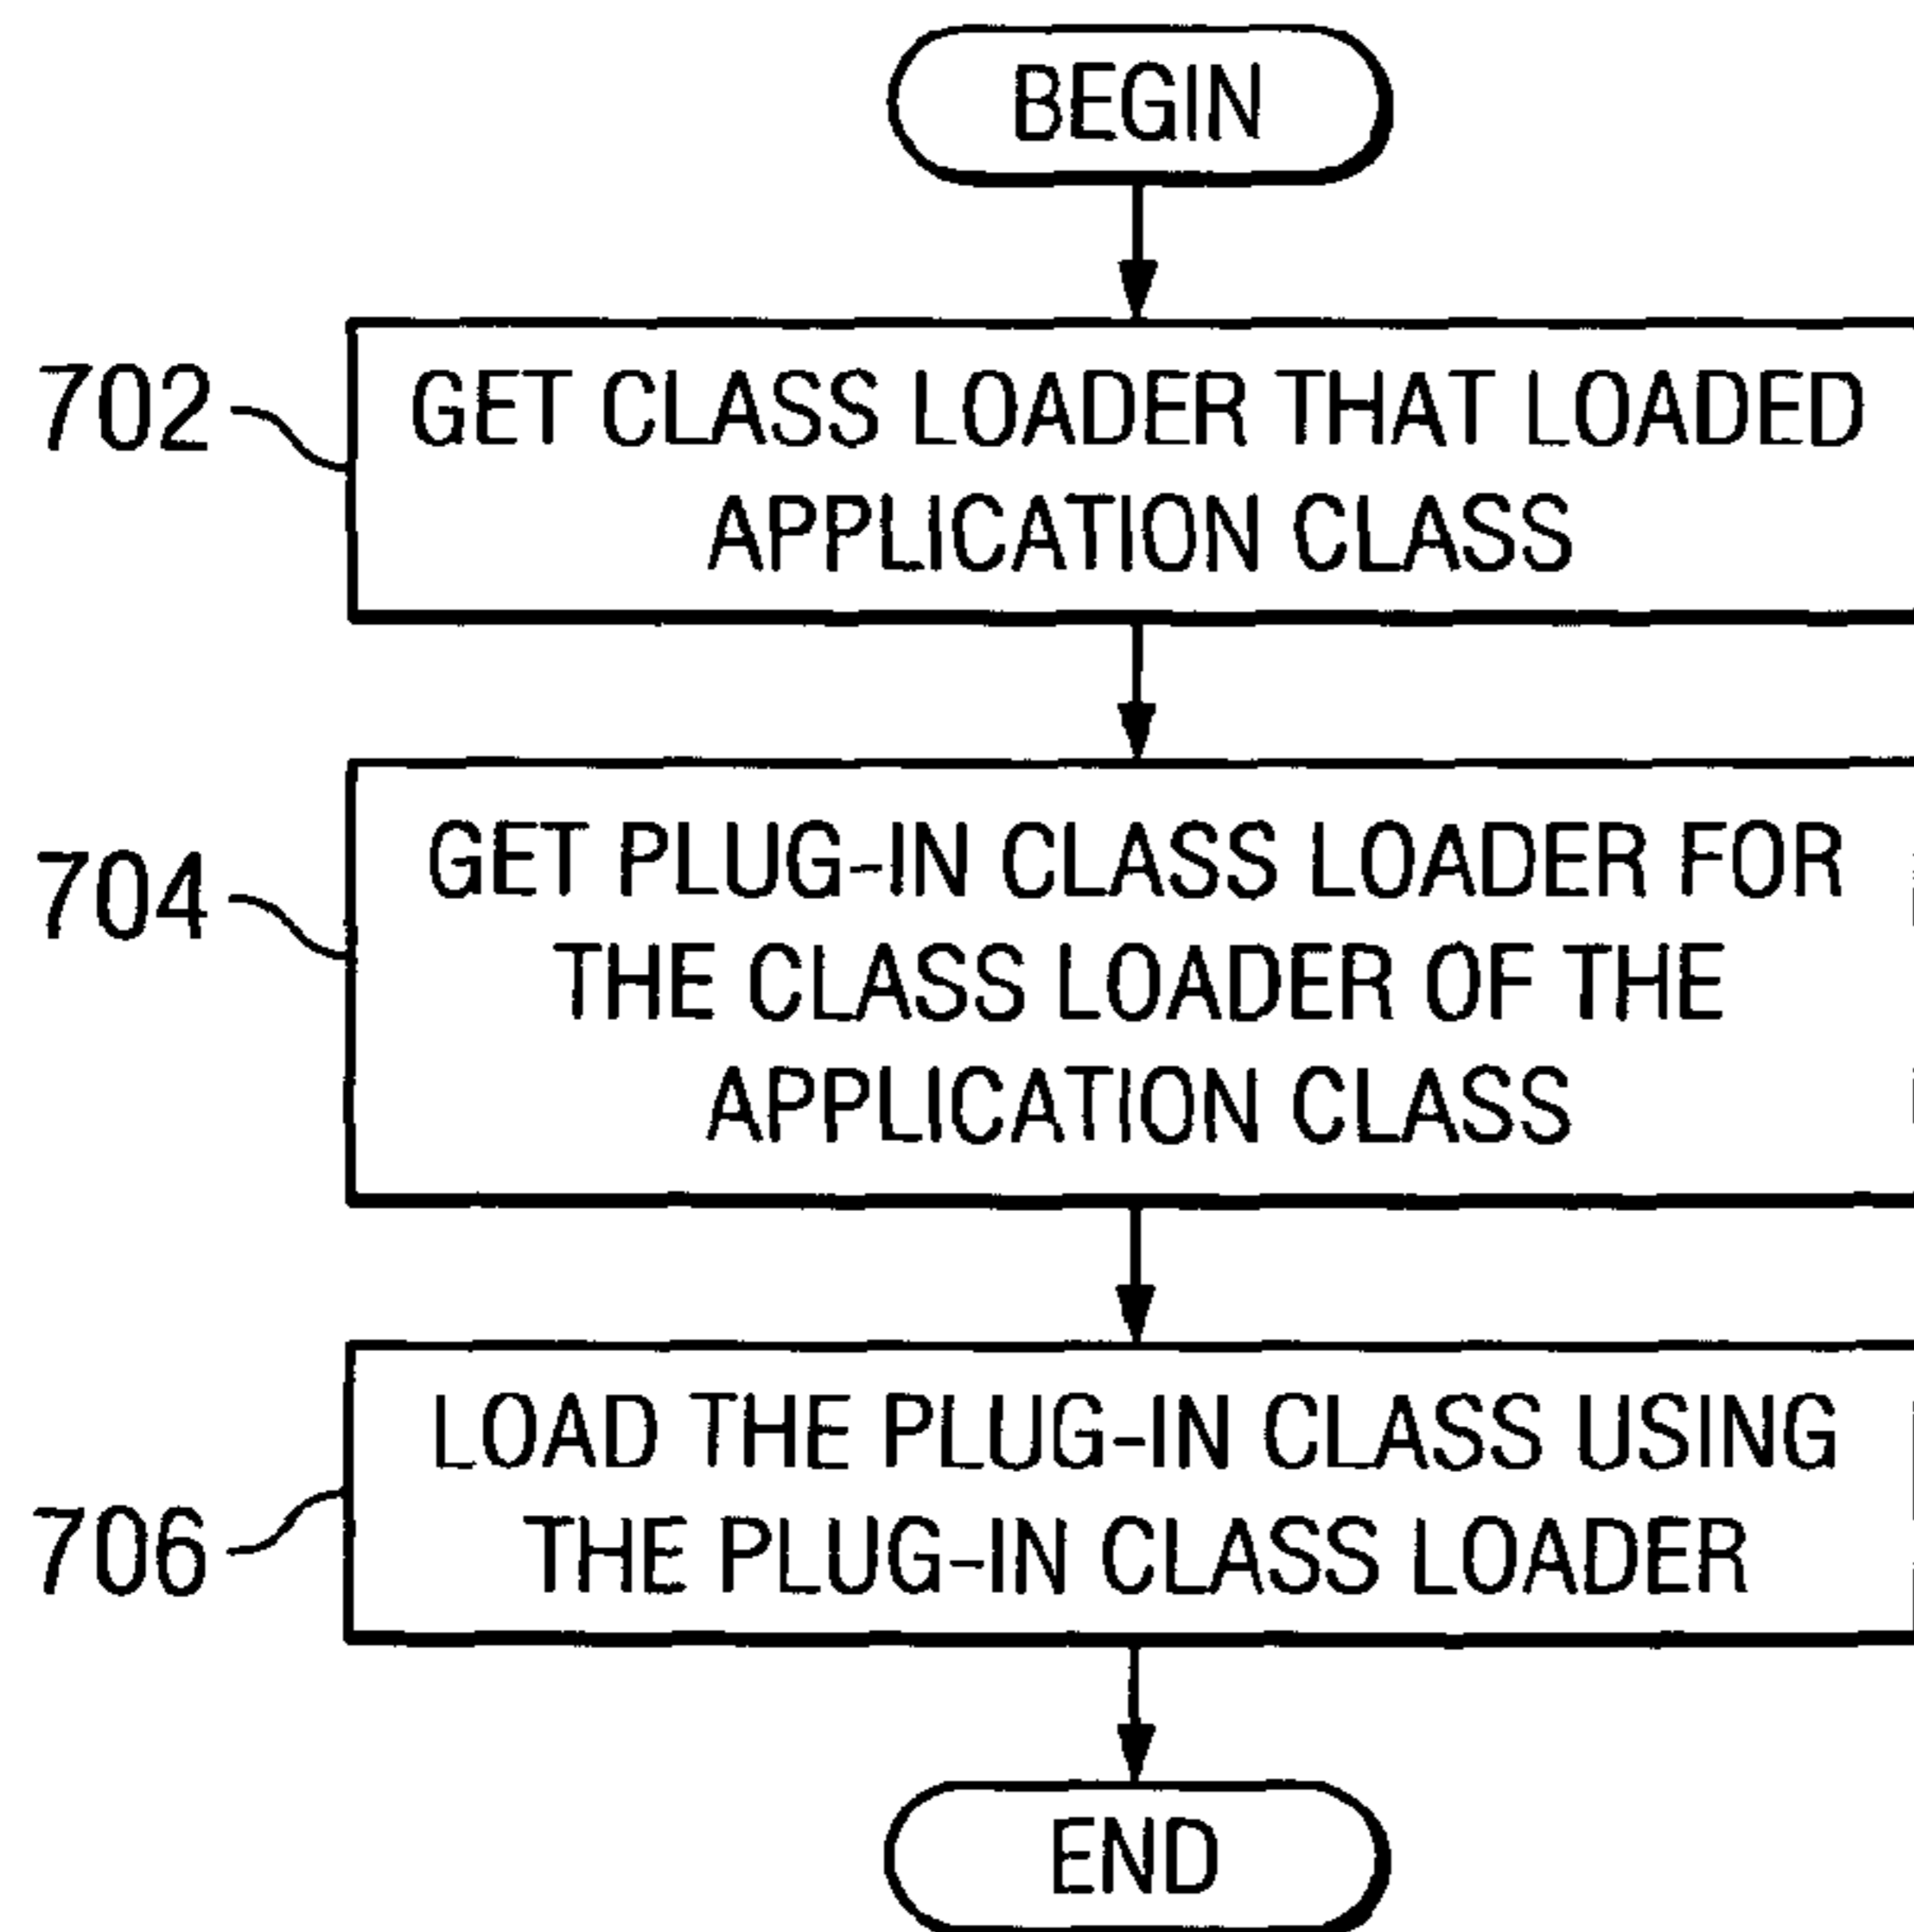 BEGIN
702
GET CLASS LOADER THAT LOADED
APPLICATION CLASS
704
GET PLUG-IN CLASS LOADER FOR
THE CLASS LOADER OF THE
APPLICATION CLASS
706
LOAD THE PLUG-IN CLASS USING
THE PLUG-IN CLASS LOADER
END